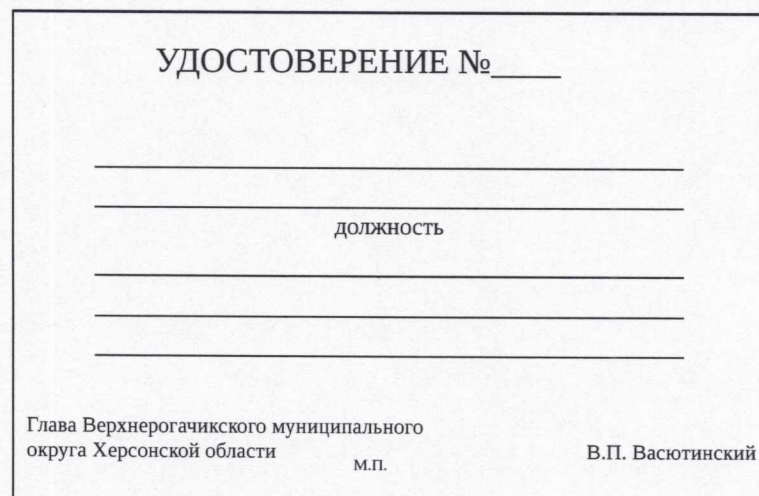 УДОСТОВЕРЕНИЕ №____
должность
Глава Верхнерогачикского муниципального
округа Херсонской области
М.П.
В.П. Васютинский